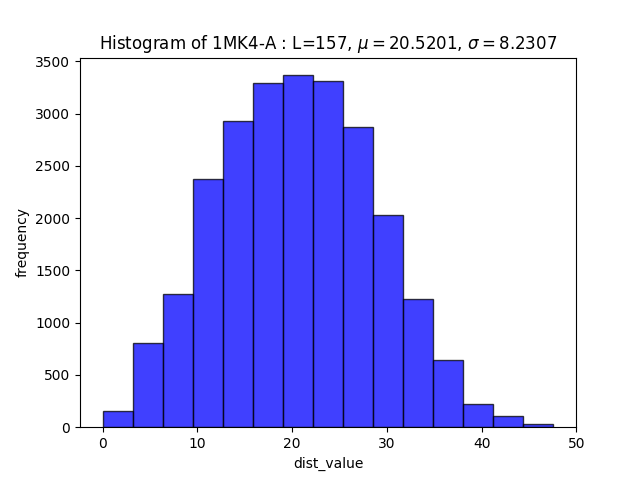 Histogram of 1MK4-A : L=157, μ = 20.5201, σ = 8.2307
3500
3000
2500
2000
1500
1000
500
0
frequency
0 10 20 30 40 50
dist_value